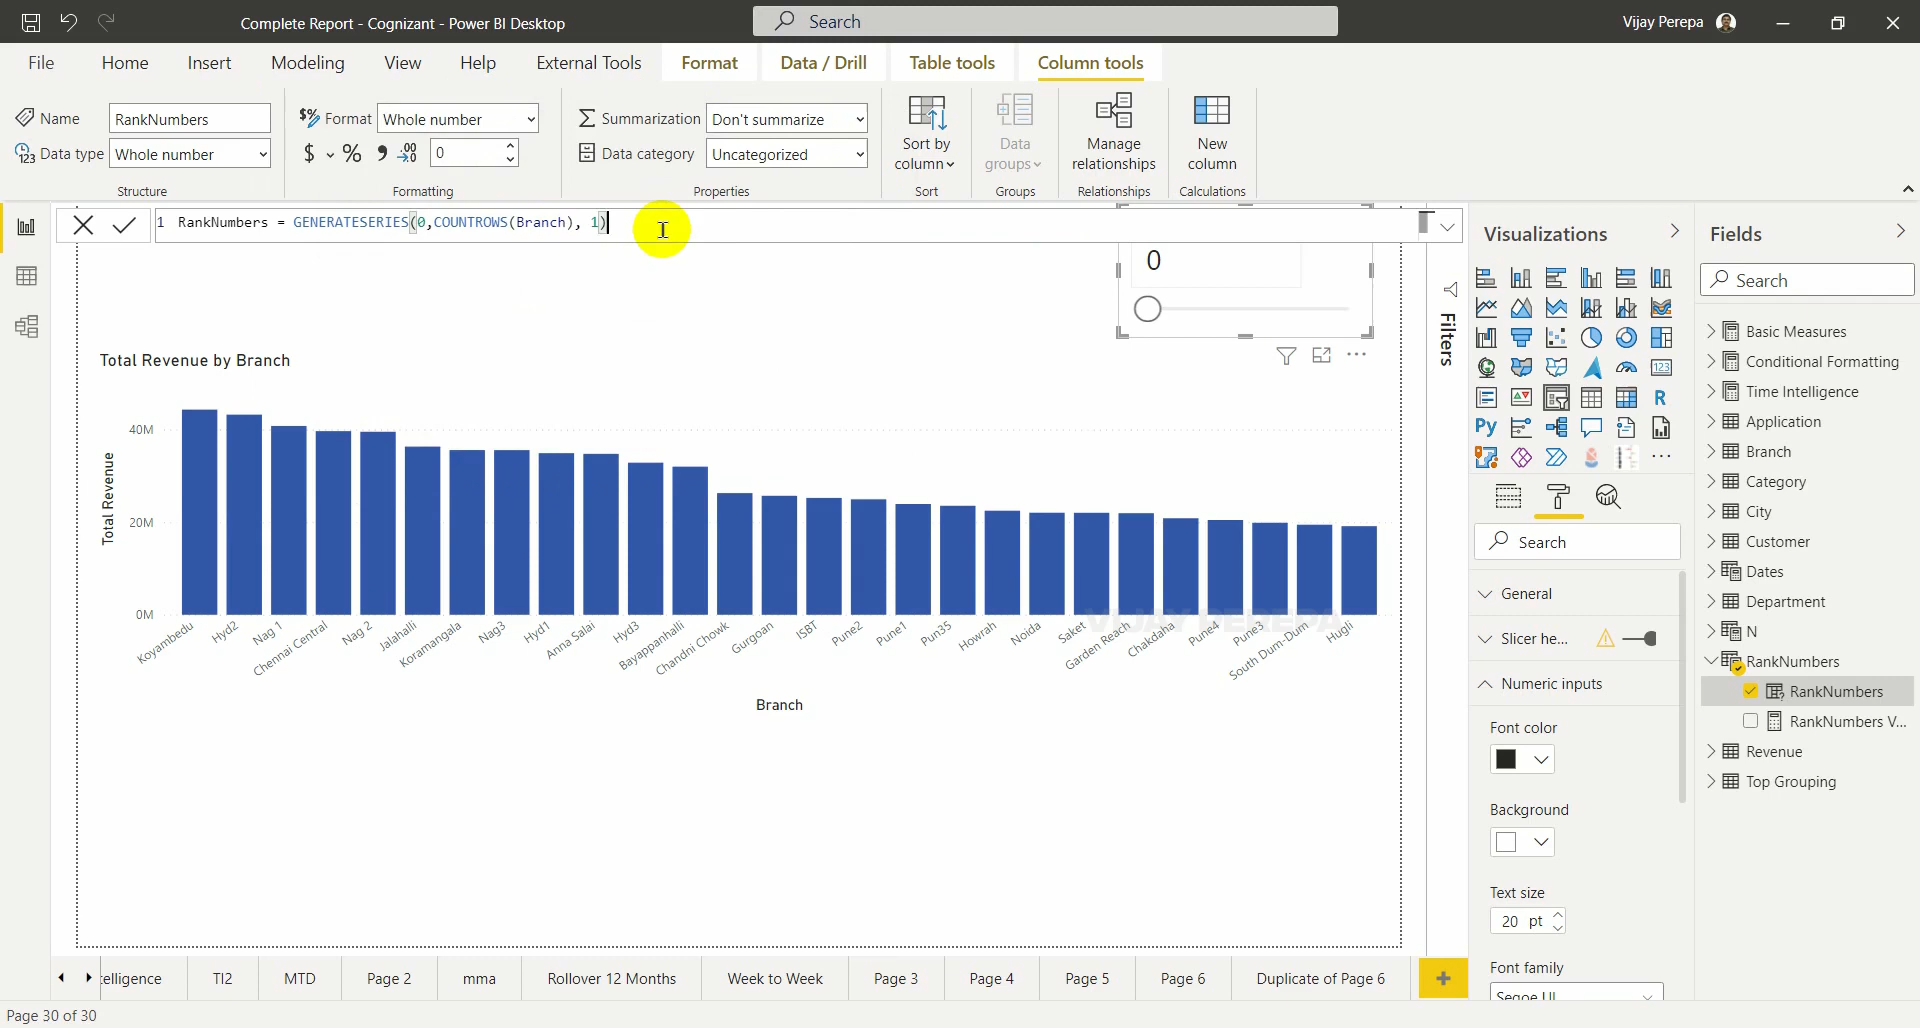 Complete Report - Cognizant - Power BI Desktop
Search
Vijay Perepa
File
Home
Insert
Modeling
View
Help
External Tools
Format
Data / Drill
Table tools
Column tools
Name
RankNumbers
Data type
Whole number
Structure
Format
Whole number
$ % 9 .00
0
Formatting
Summarization
Don't summarize
Data category
Uncategorized
Properties
Sort by
column
Sort
Data
groups
Groups
Manage
relationships
Relationships
New
column
Calculations
1 RankNumbers = GENERATESERIES(0,COUNTROWS(Branch), 1)
0
Total Revenue by Branch
Total Revenue
40M
20M
0M
Koyambedu
Hyd2
Nag 1
Chennai Central
Nag 2
Jalahalli
Koramangala
Nag3
Hyd1
Anna Salai
Hyd3
Bayappanhalli
Chandni Chowk
Gurgoan
ISBT
Pune2
Pune1
Pun35
Howrah
Noida
Saket
Garden Reach
Chakdaha
Pune4
Pune3
South Dum-Dum
Hugli
Branch
VIJAY PEREPA
Filters
Visualizations
123
R
Py
Search
General
Slicer he...
Numeric inputs
Font color
Background
Text size
20 pt
Font family
Segoe UI
Fields
Search
Basic Measures
Conditional Formatting
Time Intelligence
Application
Branch
Category
City
Customer
Dates
Department
N
RankNumbers
RankNumbers
RankNumbers V...
Revenue
Top Grouping
:elligence
TI2
MTD
Page 2
mma
Rollover 12 Months
Week to Week
Page 3
Page 4
Page 5
Page 6
Duplicate of Page 6
Page 30 of 30